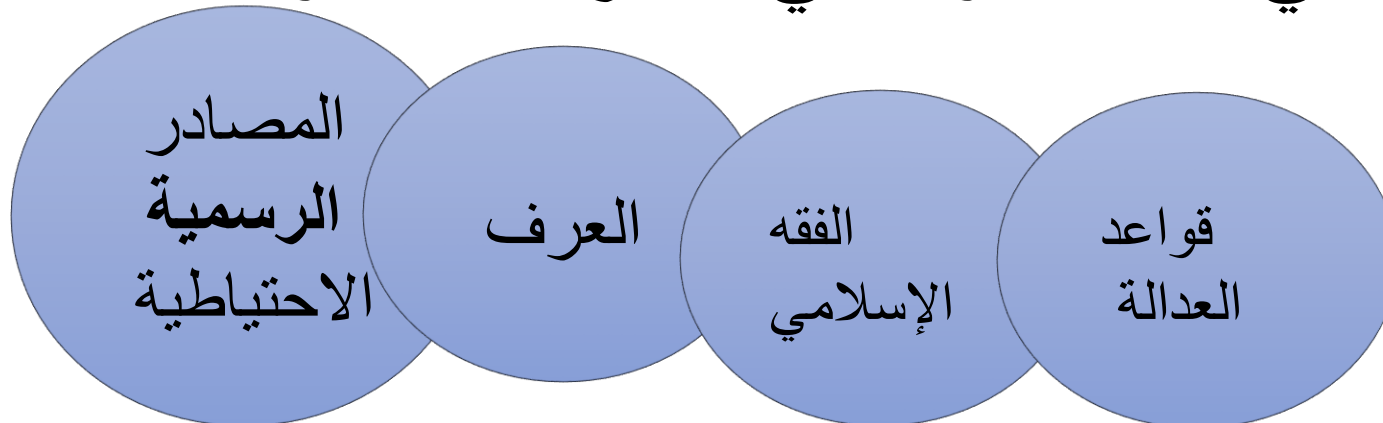 المصادر
الرسمية
الاحتياطية
العرف
الفقه
الإسلامي
قواعد
العدالة